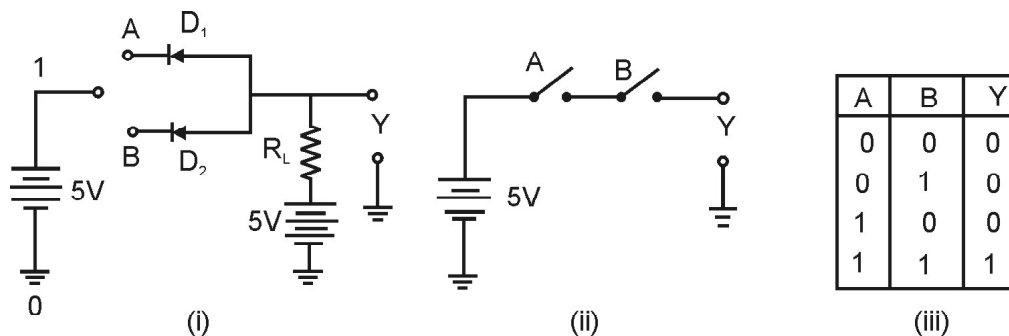 A D₁
1
B D₂
5V
0
R_L
5V
Y
(i)
A B
5V
Y
(ii)
A B Y
0 0 0
0 1 0
1 0 0
1 1 1
(iii)